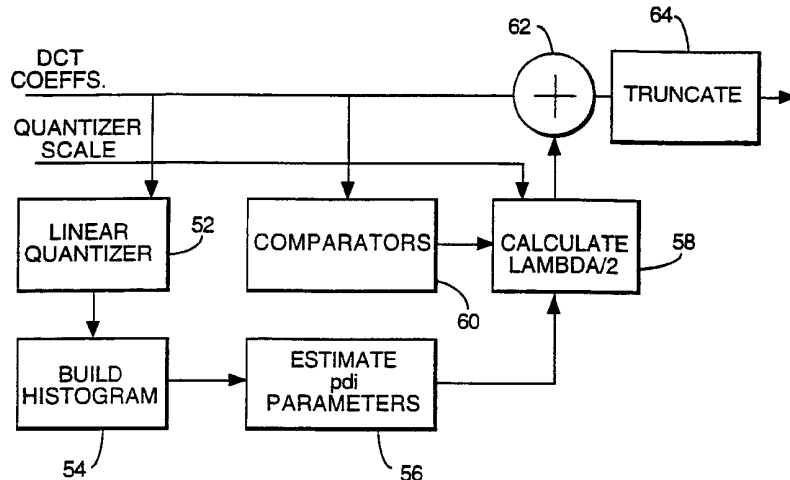 62
64
DCT
COEFFS.
TRUNCATE
QUANTIZER
SCALE
LINEAR
QUANTIZER
52
COMPARATORS
CALCULATE
LAMBDA/2
58
60
BUILD
HISTOGRAM
ESTIMATE
pdi
PARAMETERS
54
56